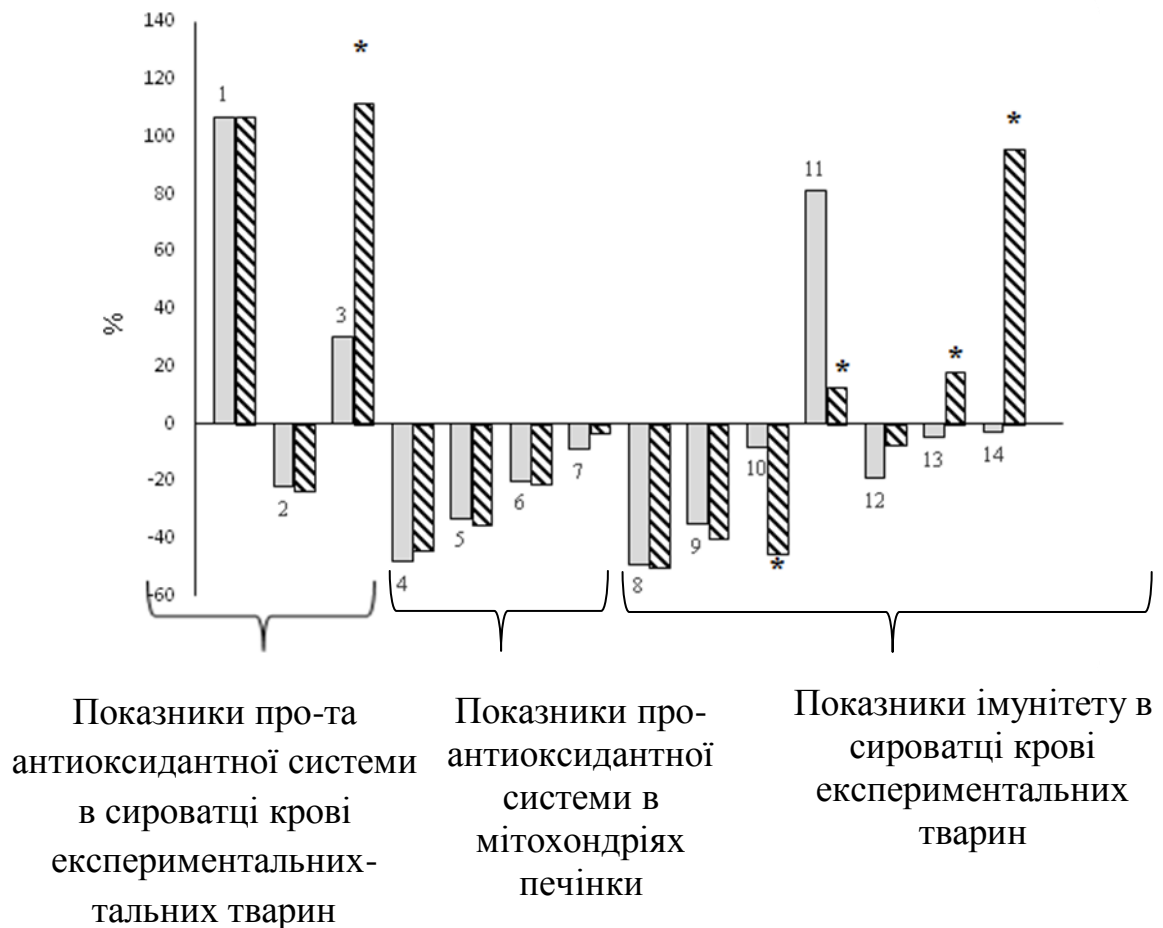 140
120
100
80
60
40
20
0
-20
-40
-60
%
1
2
3
*
4
5
6
7
8
9
10
*
11
*
12
13
*
14
*
Показники про-та
антиоксидантної системи
в сироватці крові
експериментальних-
тальних тварин
Показники про-
антиоксидантної
системи в
мітохондріях
печінки
Показники імунітету в
сироватці крові
експериментальних
тварин